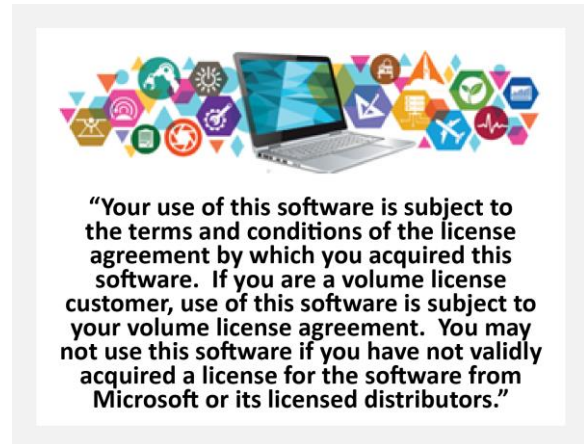 “Your use of this software is subject to
the terms and conditions of the license
agreement by which you acquired this
software.  If you are a volume license
customer, use of this software is subject to
your volume license agreement.  You may
not use this software if you have not validly
acquired a license for the software from
Microsoft or its licensed distributors.”